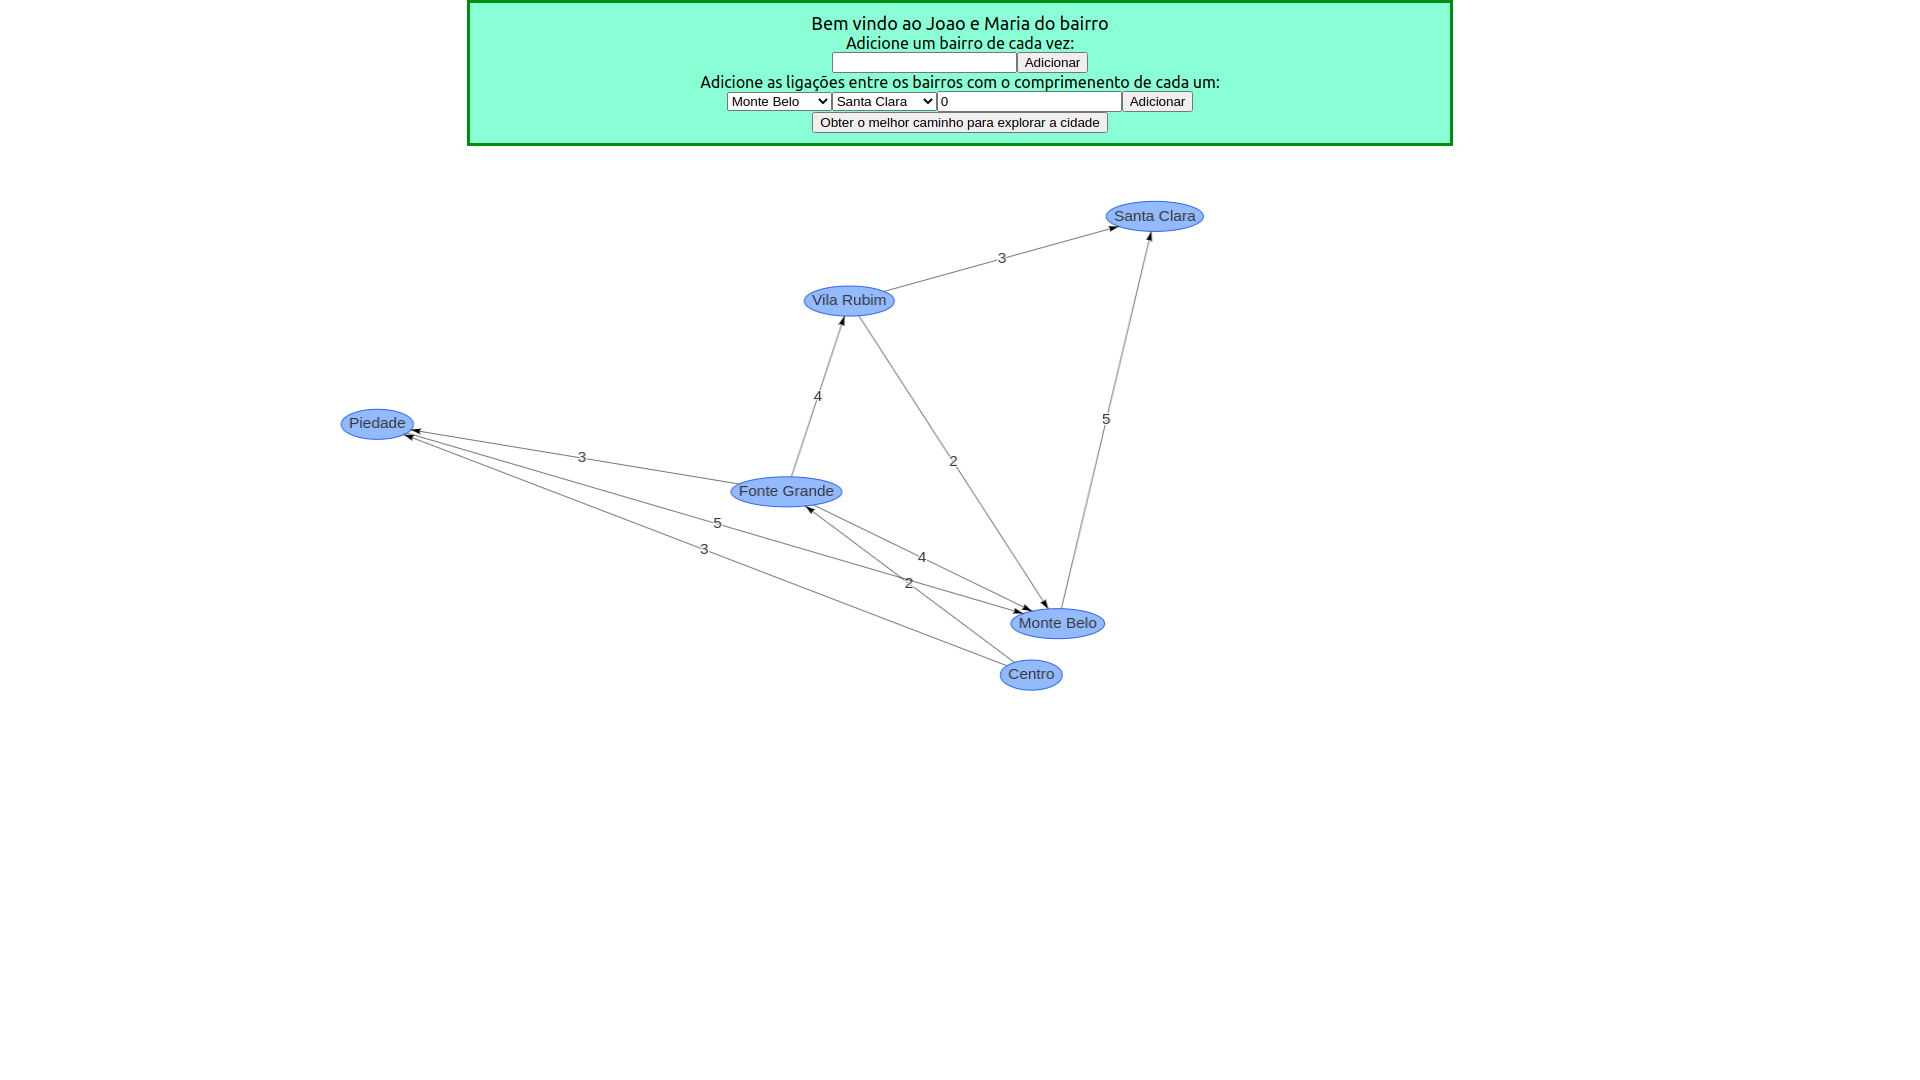 Bem vindo ao Joao e Maria do bairro
Adicione um bairro de cada vez:
Adicionar
Adicione as ligações entre os bairros com o comprimenento de cada um:
Monte Belo Santa Clara 0 Adicionar
Obter o melhor caminho para explorar a cidade
Santa Clara
3
Vila Rubim
4
5
Piedade
3
2
Fonte Grande
5
3
4
2
Monte Belo
Centro